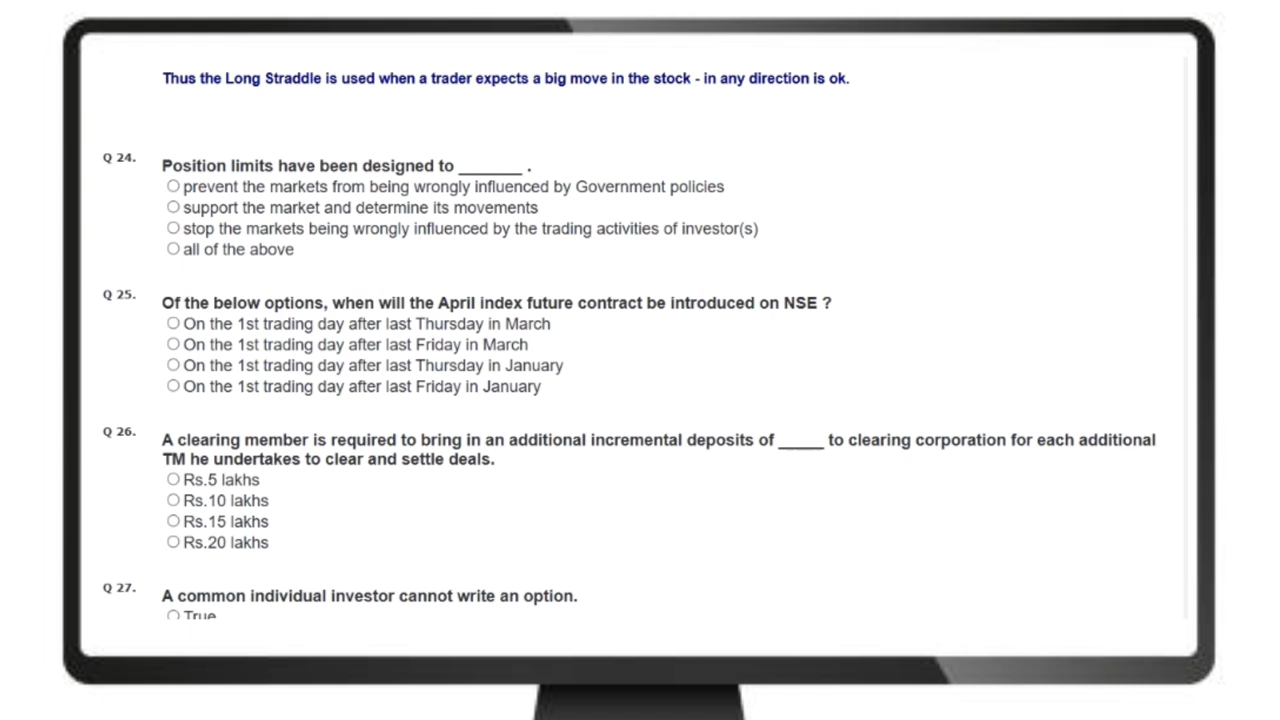 Thus the Long Straddle is used when a trader expects a big move in the stock - in any direction is ok.
Q 24.
Position limits have been designed to _______ .
prevent the markets from being wrongly influenced by Government policies
support the market and determine its movements
stop the markets being wrongly influenced by the trading activities of investor(s)
all of the above
Q 25.
Of the below options, when will the April index future contract be introduced on NSE ?
On the 1st trading day after last Thursday in March
On the 1st trading day after last Friday in March
On the 1st trading day after last Thursday in January
On the 1st trading day after last Friday in January
Q 26.
A clearing member is required to bring in an additional incremental deposits of _____ to clearing corporation for each additional
TM he undertakes to clear and settle deals.
Rs.5 lakhs
Rs.10 lakhs
Rs.15 lakhs
Rs.20 lakhs
Q 27.
A common individual investor cannot write an option.
True